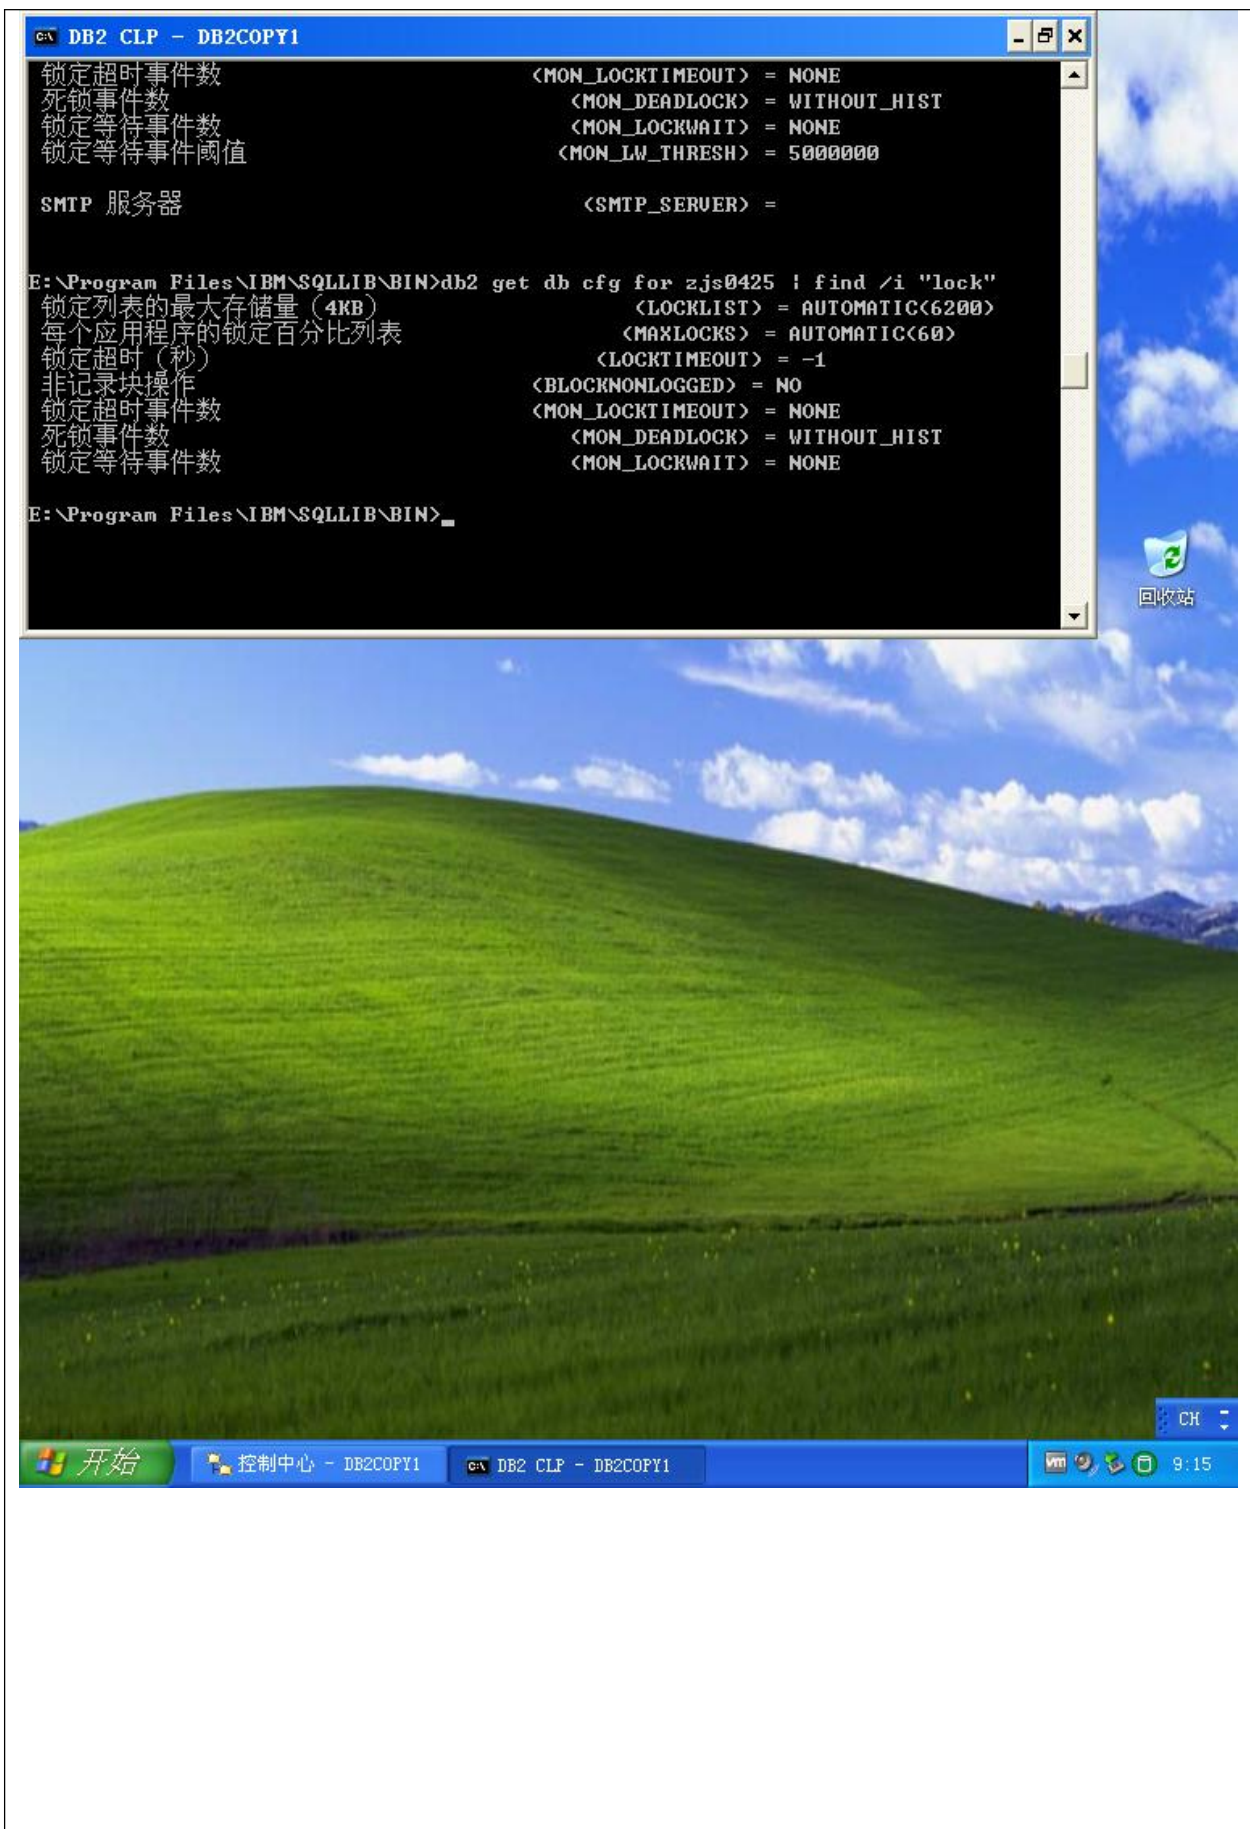 DB2 CLP - DB2COPY1
锁定超时事件数 (MON_LOCKTIMEOUT) = NONE
死锁事件数 (MON_DEADLOCK) = WITHOUT_HIST
锁定等待事件数 (MON_LOCKWAIT) = NONE
锁定等待事件阈值 (MON_LW_THRESH) = 5000000
SMTP 服务器 (SMTP_SERVER) =
E:\Program Files\IBM\SQLLIB\BIN>db2 get db cfg for zjs0425 | find /i "lock"
锁定列表的最大存储量（4KB） (LOCKLIST) = AUTOMATIC(6200)
每个应用程序的锁定百分比列表 (MAXLOCKS) = AUTOMATIC(60)
锁定超时（秒） (LOCKTIMEOUT) = -1
非记录块操作 (BLOCKNONLOGGED) = NO
锁定超时事件数 (MON_LOCKTIMEOUT) = NONE
死锁事件数 (MON_DEADLOCK) = WITHOUT_HIST
锁定等待事件数 (MON_LOCKWAIT) = NONE
E:\Program Files\IBM\SQLLIB\BIN>_
回收站
CH
开始 控制中心 - DB2COPY1 DB2 CLP - DB2COPY1 9:15